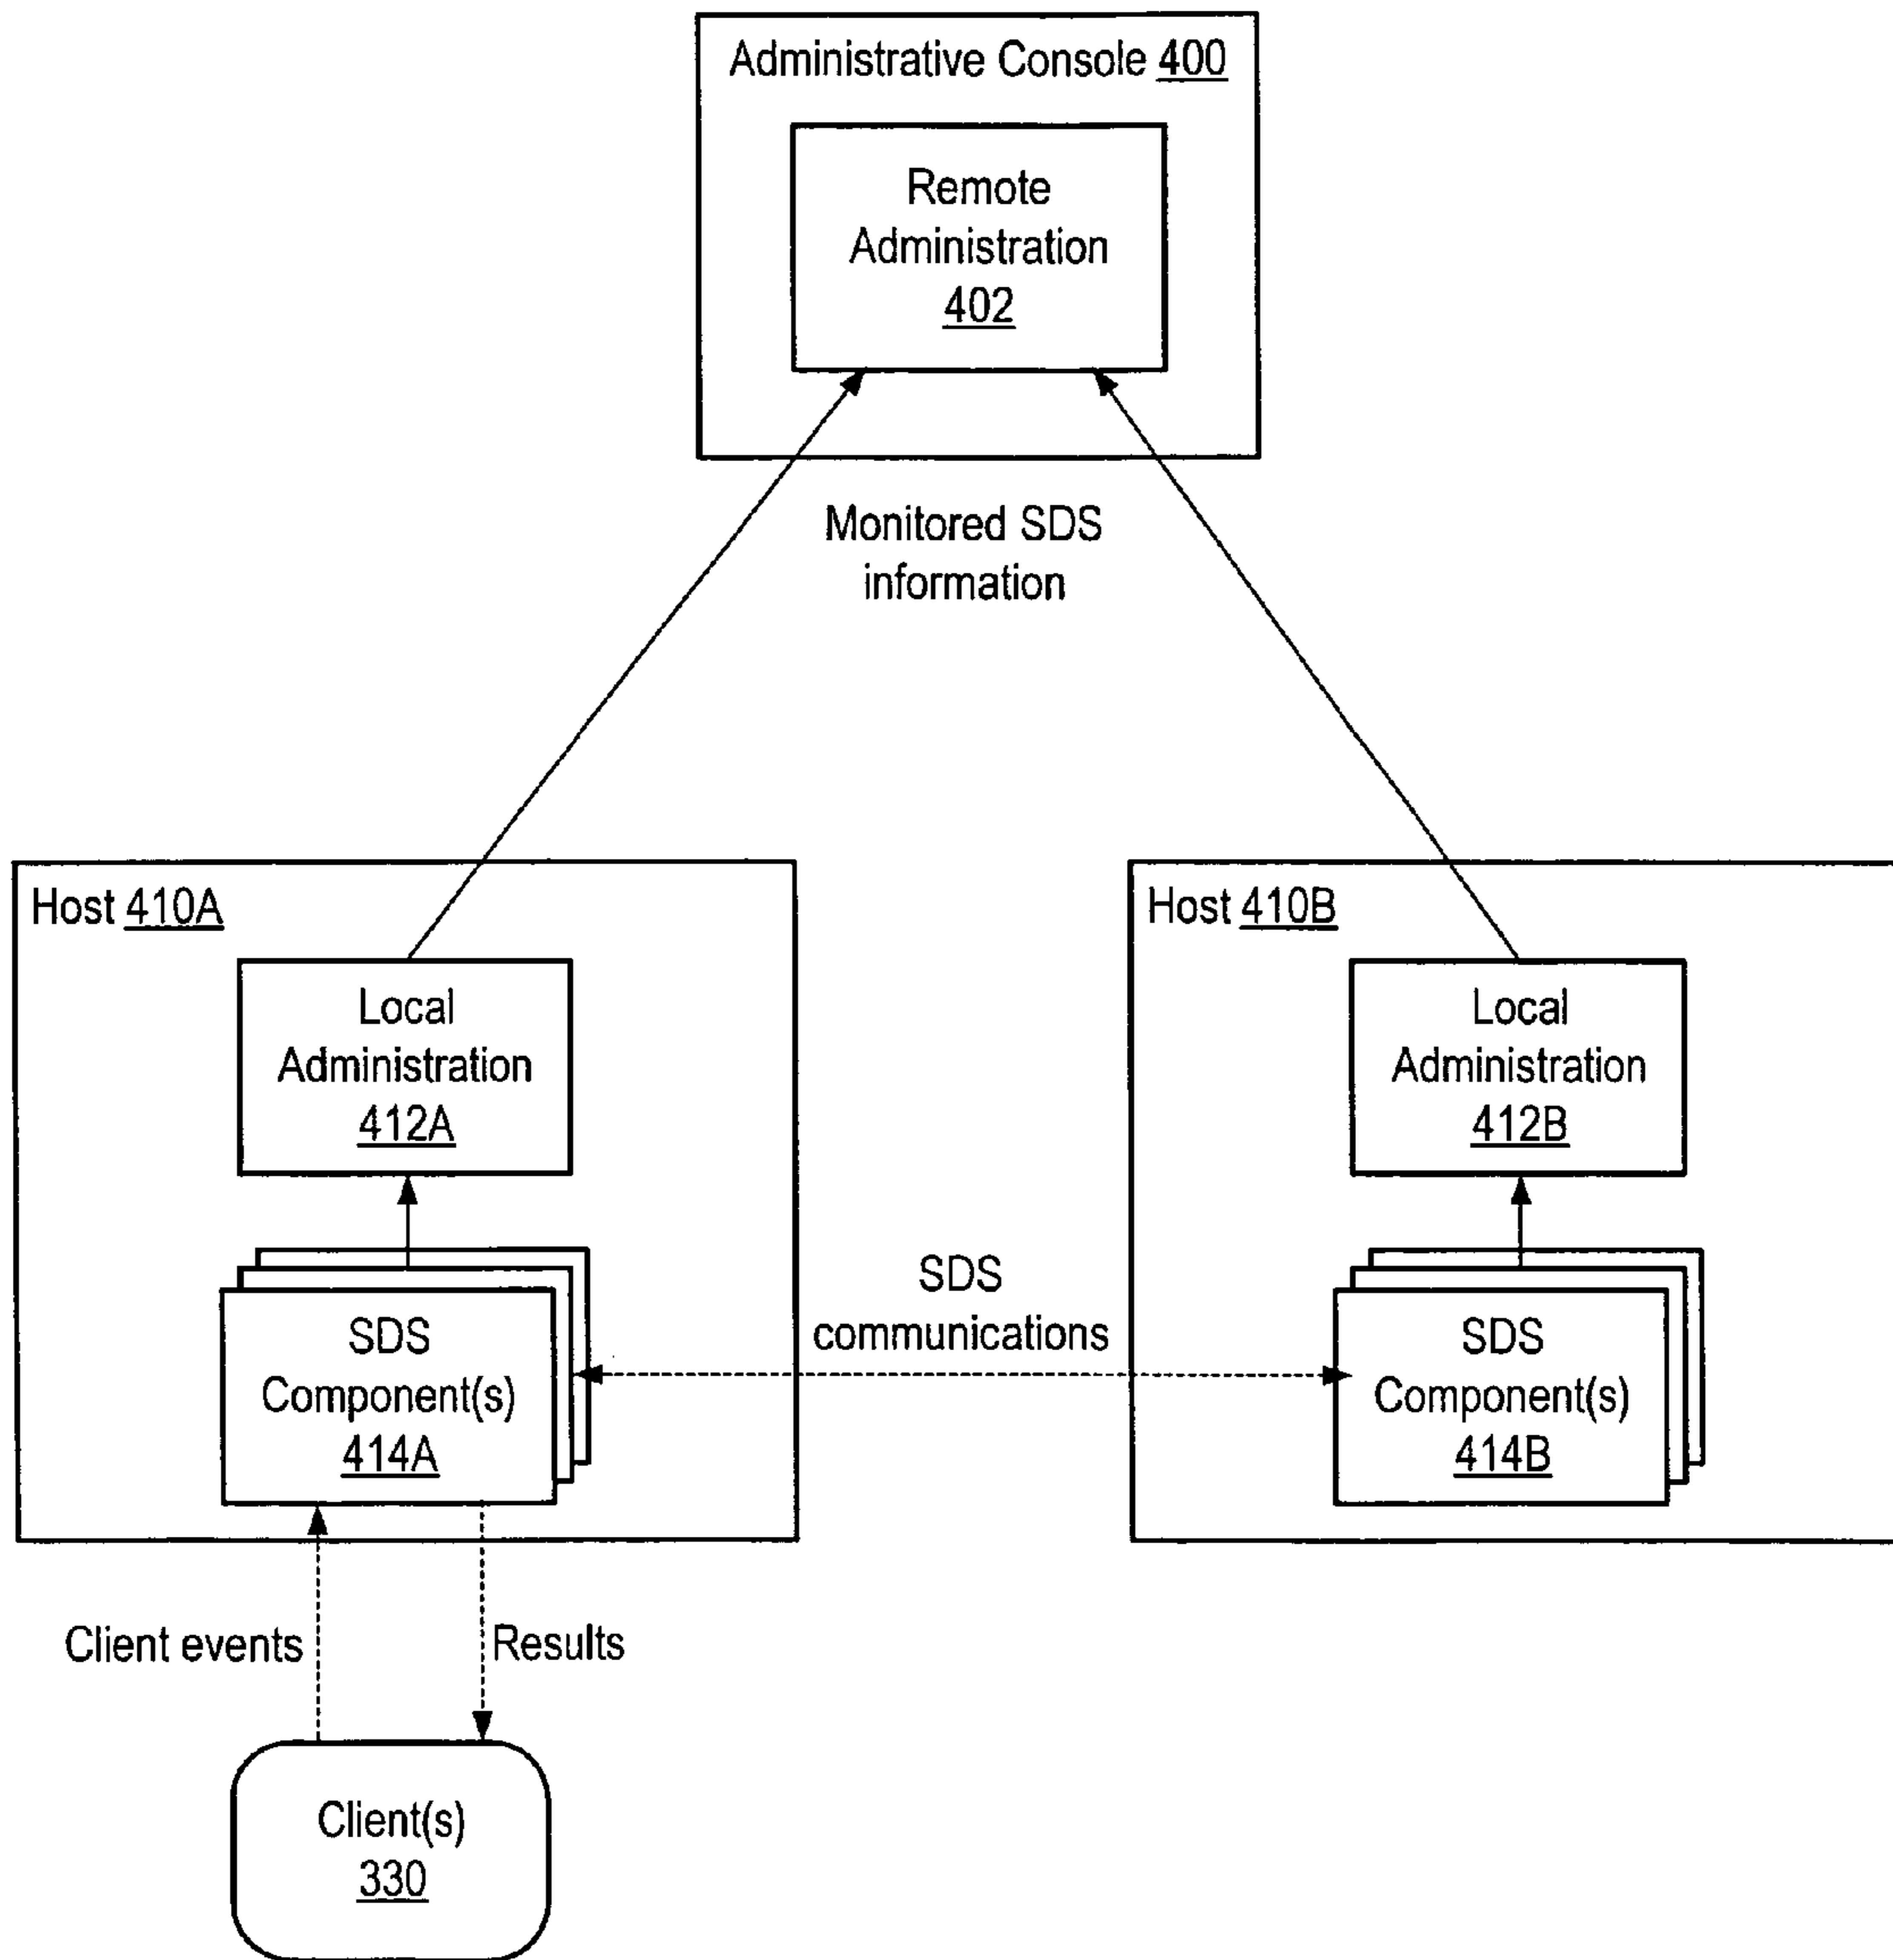 Administrative Console 400
Remote
Administration
402
Monitored SDS
information
Host 410A
Local
Administration
412A
SDS
Component(s)
414A
SDS
communications
Host 410B
Local
Administration
412B
SDS
Component(s)
414B
Client events
Results
Client(s)
330